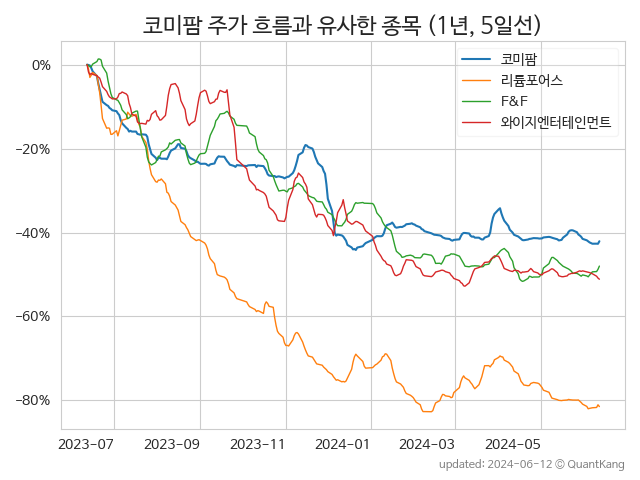 코미팜 주가 흐름과 유사한 종목 (1년, 5일선)
코미팜
리튬포어스
F&F
와이지엔터테인먼트
0%
−20%
−40%
−60%
−80%
2023-07 2023-09 2023-11 2024-01 2024-03 2024-05
updated: 2024-06-12 © QuantKang